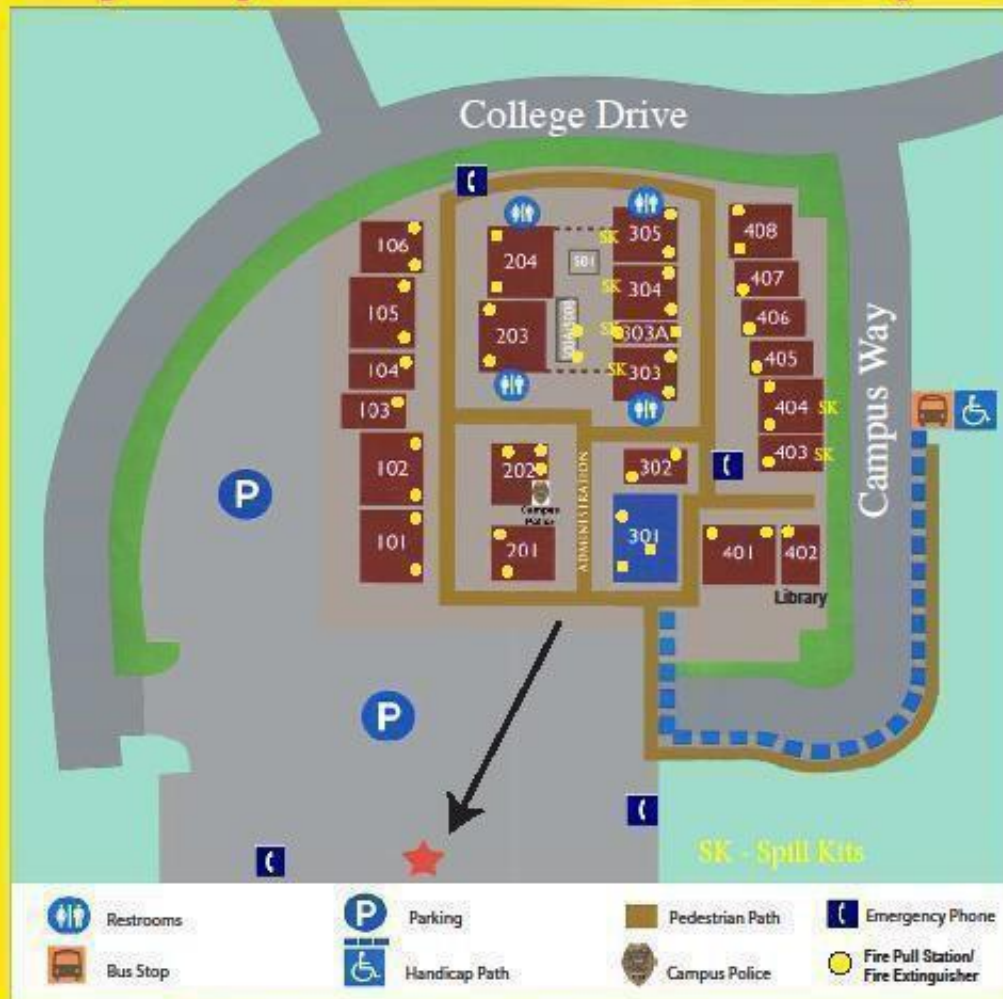 College Drive
Campus Way
106
105
104
103
102
101
204
203
501
SK
305
SK
304
SK
303A
SK
303
408
407
406
405
404
SK
403
SK
202
Campus
Police
201
ADMINISTRATION
302
301
401
402
Library
P
P
SK - Spill Kits
Restrooms
P
Parking
Pedestrian Path
Emergency Phone
Bus Stop
Handicap Path
Campus Police
Fire Pull Station/
Fire Extinguisher